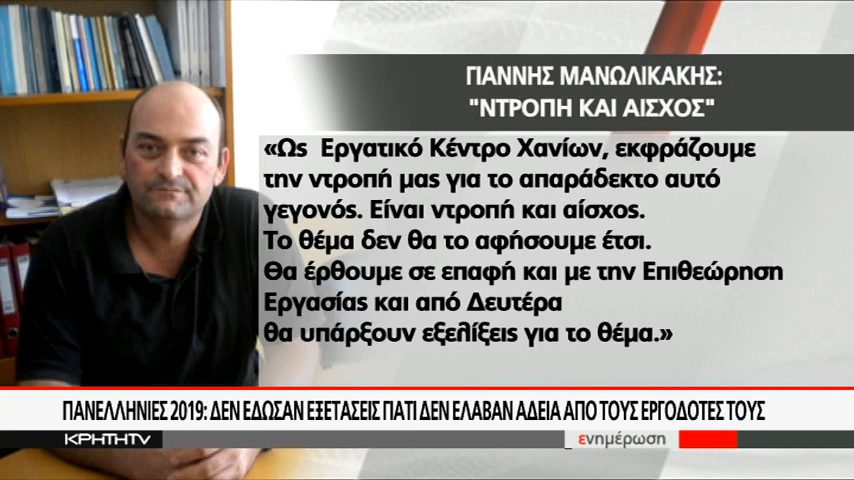 ΓΙΑΝΝΗΣ ΜΑΝΩΛΙΚΑΚΗΣ:
"ΝΤΡΟΠΗ ΚΑΙ ΑΙΣΧΟΣ"
«Ως Εργατικό Κέντρο Χανίων, εκφράζουμε
την ντροπή μας για το απαράδεκτο αυτό
γεγονός. Είναι ντροπή και αίσχος.
Το θέμα δεν θα το αφήσουμε έτσι.
Θα έρθουμε σε επαφή και με την Επιθεώρηση
Εργασίας και από Δευτέρα
θα υπάρξουν εξελίξεις για το θέμα.»
ΠΑΝΕΛΛΗΝΙΕΣ 2019: ΔΕΝ ΕΔΩΣΑΝ ΕΞΕΤΑΣΕΙΣ ΓΙΑΤΙ ΔΕΝ ΕΛΑΒΑΝ ΑΔΕΙΑ ΑΠΟ ΤΟΥΣ ΕΡΓΟΔΟΤΕΣ ΤΟΥΣ
ΚΡΗΤΗTV
ενημέρωση